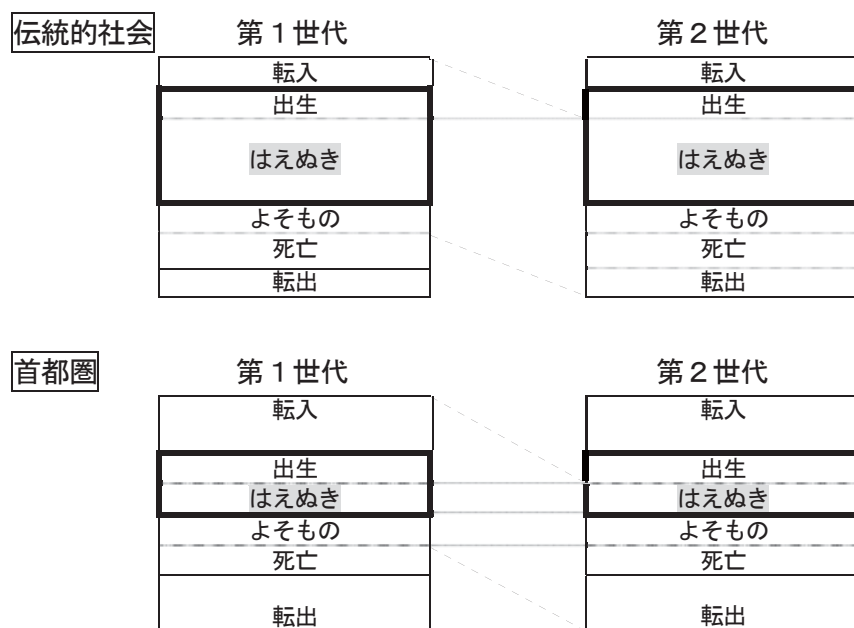 伝統的社会 第１世代 第２世代
転入 転入
出生 出生
はえぬき はえぬき
よそもの よそもの
死亡 死亡
転出 転出
首都圏 第１世代 第２世代
転入 転入
出生 出生
はえぬき はえぬき
よそもの よそもの
死亡 死亡
転出 転出